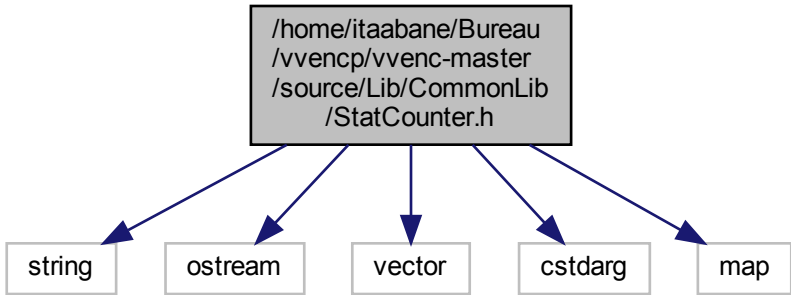 /home/itaabane/Bureau
/vvencp/vvenc-master
/source/Lib/CommonLib
/StatCounter.h
string
ostream
vector
cstdarg
map